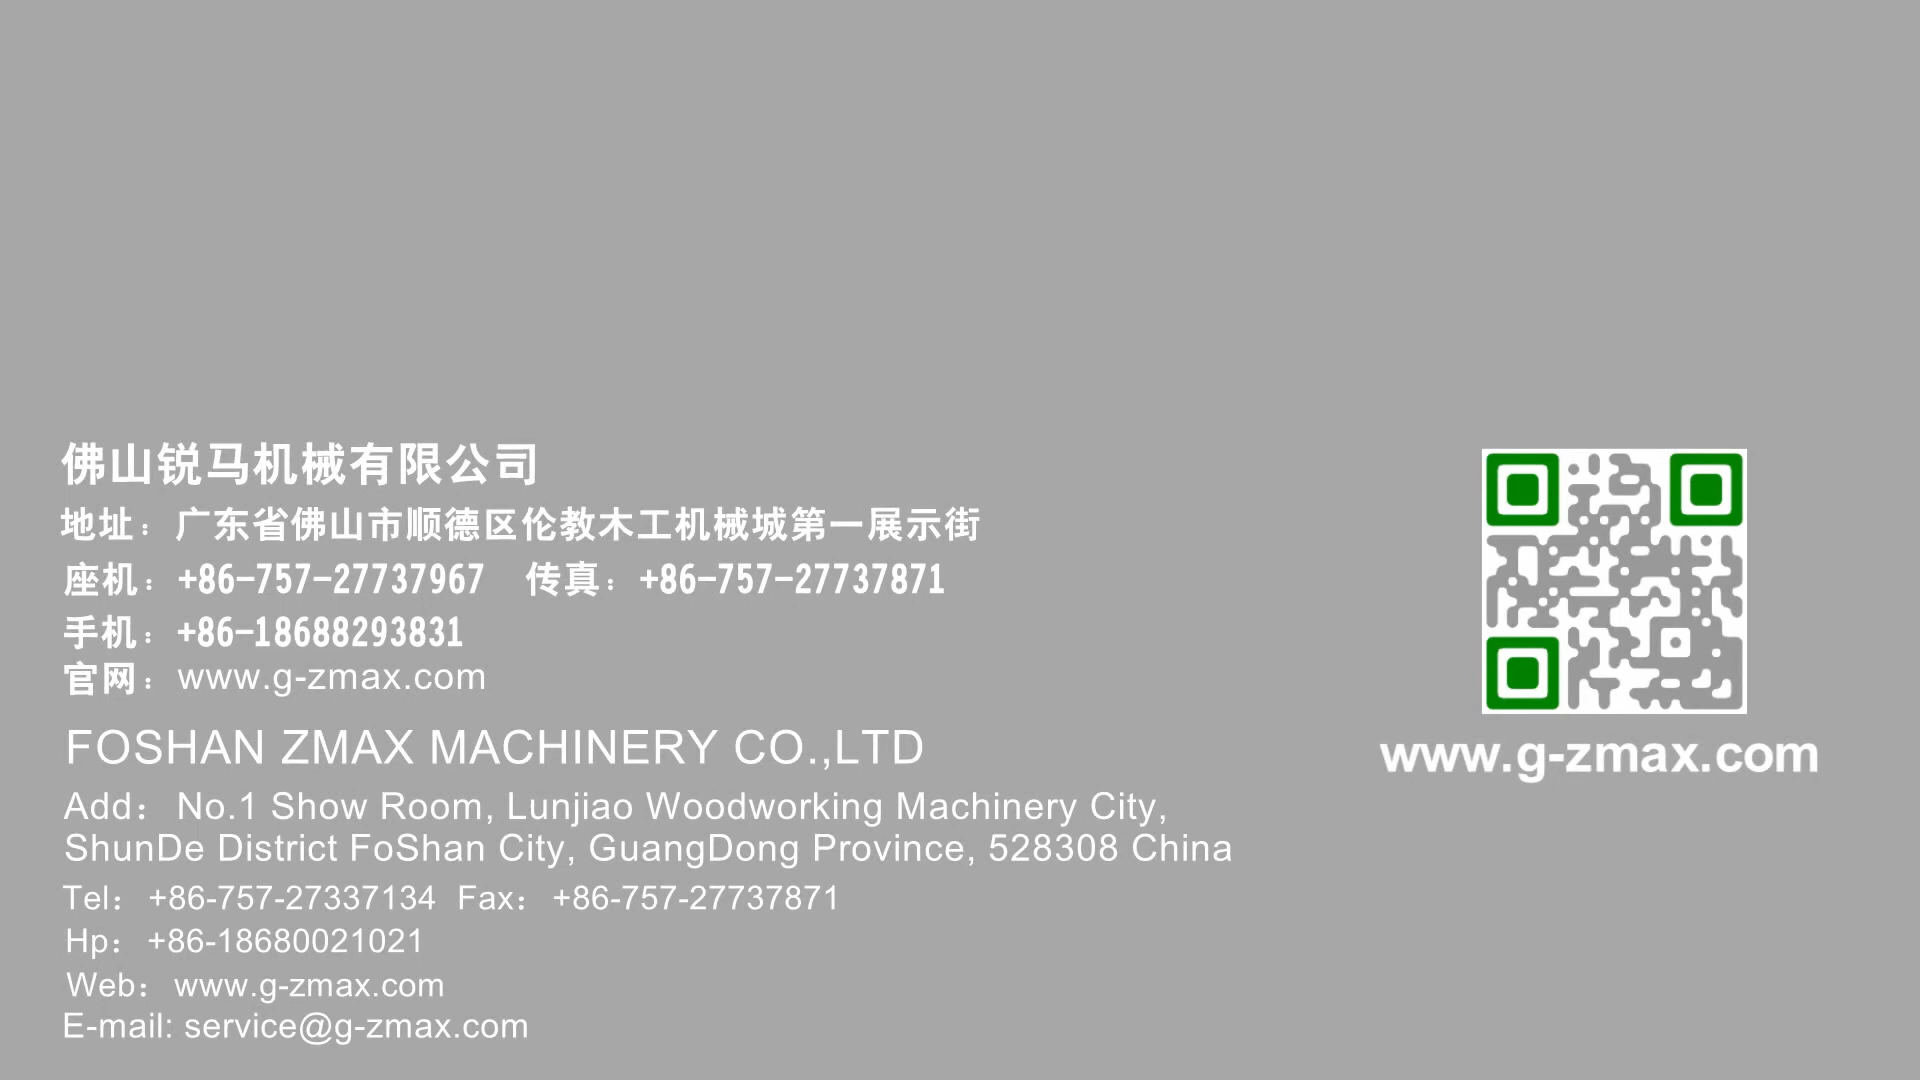 佛山锐马机械有限公司
地址：广东省佛山市顺德区伦教木工机械城第一展示街
座机：+86-757-27737967 传真：+86-757-27737871
手机：+86-18688293831
官网：www.g-zmax.com
FOSHAN ZMAX MACHINERY CO.,LTD
Add：No.1 Show Room, Lunjiao Woodworking Machinery City,
ShunDe District FoShan City, GuangDong Province, 528308 China
Tel：+86-757-27337134 Fax：+86-757-27737871
Hp：+86-18680021021
Web：www.g-zmax.com
E-mail: service@g-zmax.com
www.g-zmax.com